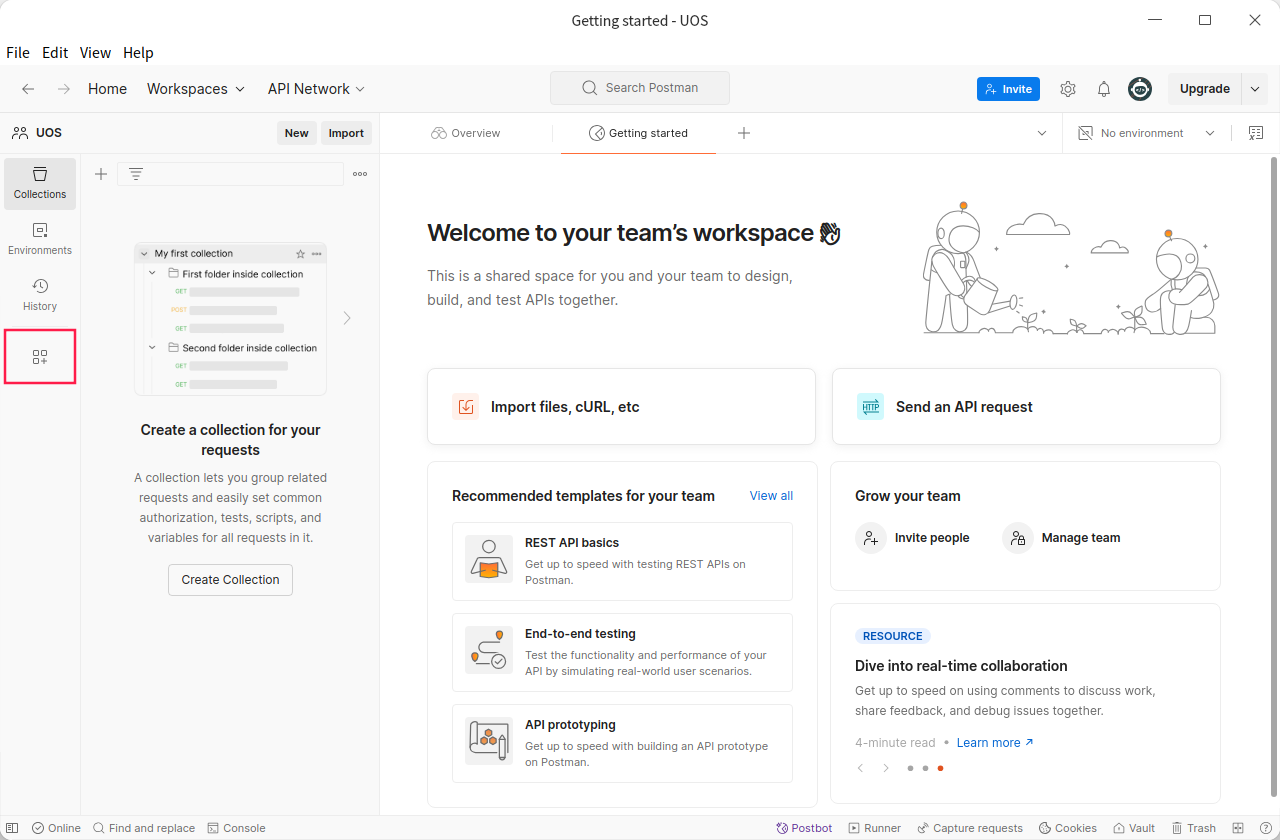 Getting started - UOS
File Edit View Help
Home Workspaces API Network Search Postman Invite Upgrade
UOS New Import Overview Getting started No environment
Collections
Environments
History
My first collection
First folder inside collection
GET
POST
GET
Second folder inside collection
GET
GET
Create a collection for your
requests
A collection lets you group related
requests and easily set common
authorization, tests, scripts, and
variables for all requests in it.
Create Collection
Welcome to your team’s workspace
This is a shared space for you and your team to design,
build, and test APIs together.
Import files, cURL, etc
HTTP Send an API request
Recommended templates for your team View all
REST API basics
Get up to speed with testing REST APIs on
Postman.
End-to-end testing
Test the functionality and performance of your
API by simulating real-world user scenarios.
API prototyping
Get up to speed with building an API prototype
on Postman.
Grow your team
Invite people Manage team
RESOURCE
Dive into real-time collaboration
Get up to speed on using comments to discuss work,
share feedback, and debug issues together.
4-minute read • Learn more ↗
Online Find and replace Console Postbot Runner Capture requests Cookies Vault Trash